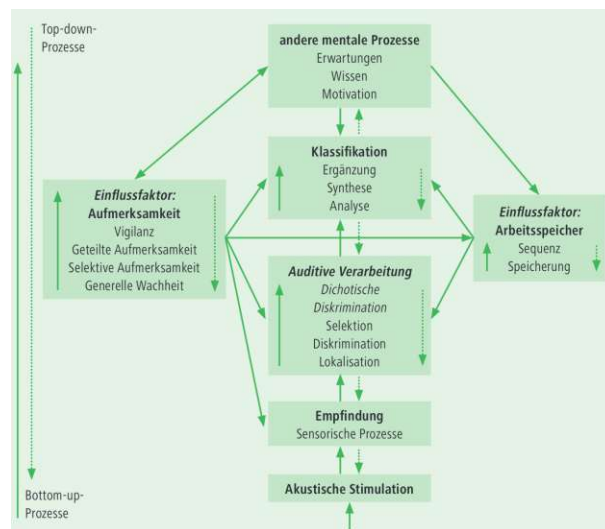 Top-down-
Prozesse
andere mentale Prozesse
Erwartungen
Wissen
Motivation
Klassifikation
Ergänzung
Synthese
Analyse
Einflussfaktor:
Aufmerksamkeit
Vigilanz
Geteilte Aufmerksamkeit
Selektive Aufmerksamkeit
Generelle Wachheit
Einflussfaktor:
Arbeitsspeicher
Sequenz
Speicherung
Auditive Verarbeitung
Dichotische
Diskrimination
Selektion
Diskrimination
Lokalisation
Empfindung
Sensorische Prozesse
Akustische Stimulation
Bottom-up-
Prozesse